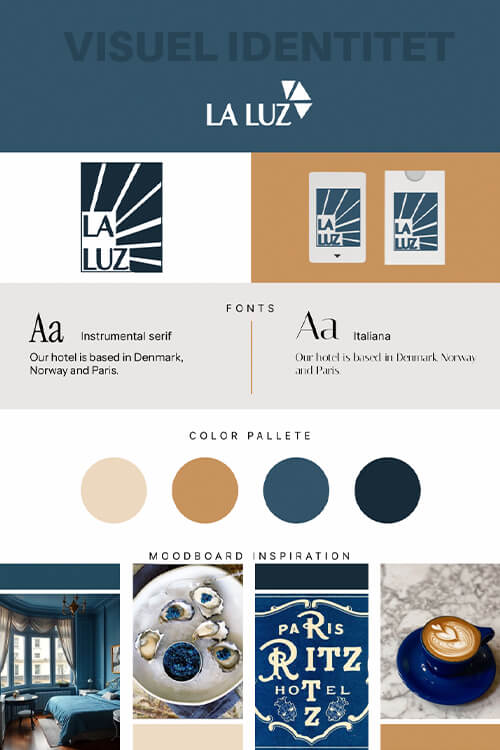 VISUEL IDENTITET
LA LUZ
LA
LUZ
LA
LUZ
LA
LUZ
FONTS
Aa Instrumental serif
Our hotel is based in Denmark,
Norway and Paris.
Aa Italiana
Our hotel is based in Denmark Norway
and Paris
COLOR PALLETE
MOODBOARD INSPIRATION
PARIS
RITZ
HOTEL
RITZ